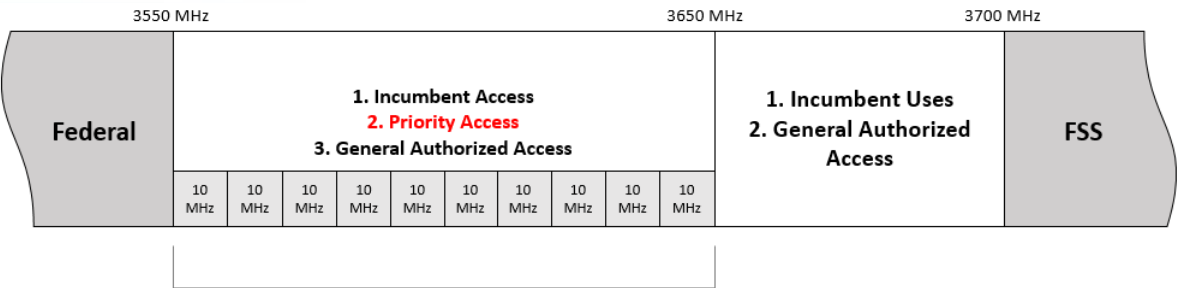 3550 MHz
3650 MHz
3700 MHz
Federal
1. Incumbent Access
2. Priority Access
3. General Authorized Access
10
MHz
10
MHz
10
MHz
10
MHz
10
MHz
10
MHz
10
MHz
10
MHz
10
MHz
10
MHz
1. Incumbent Uses
2. General Authorized
Access
FSS